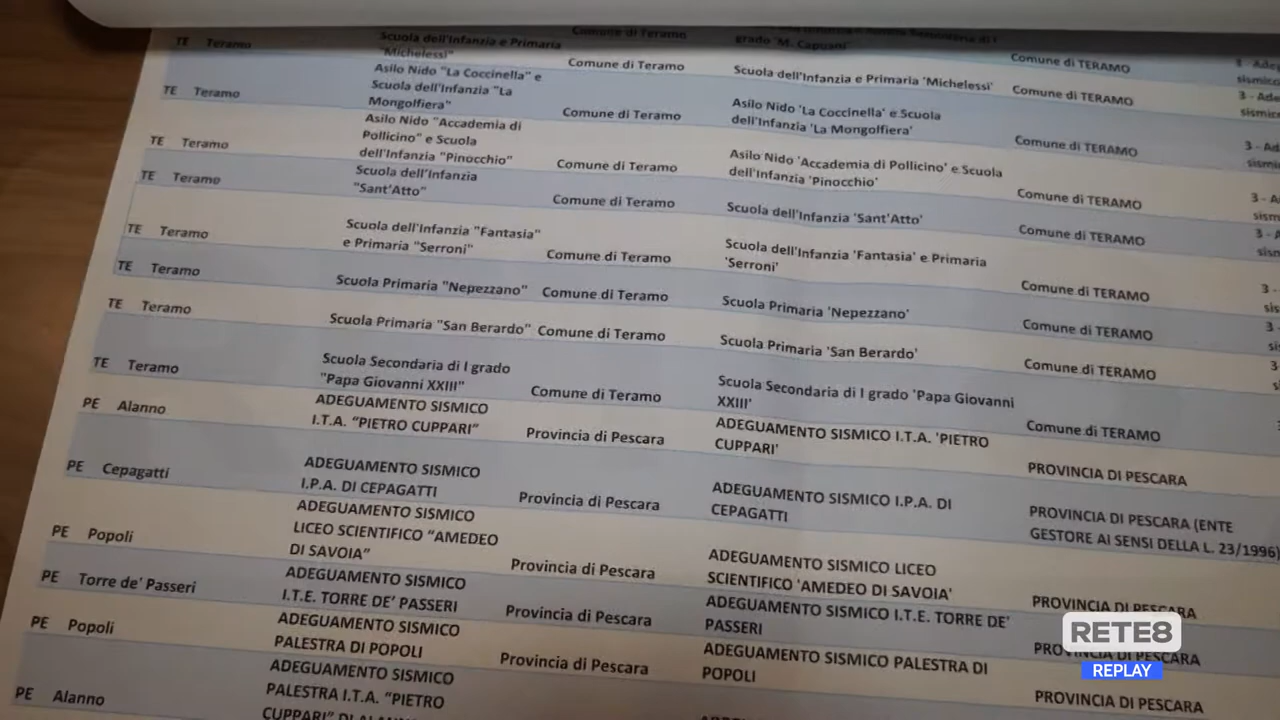 TE Teramo Scuola dell'Infanzia e Primaria Comune di Teramo grado 'M. Capuani'
"Michelessi" Comune di Teramo Scuola dell'Infanzia e Primaria 'Michelessi' Comune di TERAMO
TE Teramo Asilo Nido "La Coccinella" e
Scuola dell'Infanzia "La
Mongolfiera" Comune di Teramo Asilo Nido 'La Coccinella' e Scuola
dell'Infanzia 'La Mongolfiera' Comune di TERAMO
TE Teramo Asilo Nido "Accademia di
Pollicino" e Scuola
dell'Infanzia "Pinocchio" Comune di Teramo Asilo Nido 'Accademia di Pollicino' e Scuola
dell'Infanzia 'Pinocchio' Comune di TERAMO
TE Teramo Scuola dell'Infanzia
"Sant'Atto" Comune di Teramo Scuola dell'Infanzia 'Sant'Atto' Comune di TERAMO
TE Teramo Scuola dell'Infanzia "Fantasia"
e Primaria "Serroni" Comune di Teramo Scuola dell'Infanzia 'Fantasia' e Primaria
'Serroni' Comune di TERAMO
TE Teramo Scuola Primaria "Nepezzano" Comune di Teramo Scuola Primaria 'Nepezzano' Comune di TERAMO
TE Teramo Scuola Primaria "San Berardo" Comune di Teramo Scuola Primaria 'San Berardo' Comune di TERAMO
TE Teramo Scuola Secondaria di I grado
"Papa Giovanni XXIII" Comune di Teramo Scuola Secondaria di I grado 'Papa Giovanni
XXIII' Comune di TERAMO
PE Alanno ADEGUAMENTO SISMICO
I.T.A. "PIETRO CUPPARI" Provincia di Pescara ADEGUAMENTO SISMICO I.T.A. 'PIETRO
CUPPARI' PROVINCIA DI PESCARA
PE Cepagatti ADEGUAMENTO SISMICO
I.P.A. DI CEPAGATTI Provincia di Pescara ADEGUAMENTO SISMICO I.P.A. DI
CEPAGATTI PROVINCIA DI PESCARA (ENTE
GESTORE AI SENSI DELLA L. 23/1996)
PE Popoli ADEGUAMENTO SISMICO
LICEO SCIENTIFICO "AMEDEO
DI SAVOIA" Provincia di Pescara ADEGUAMENTO SISMICO LICEO
SCIENTIFICO 'AMEDEO DI SAVOIA' PROVINCIA DI PESCARA
PE Torre de' Passeri ADEGUAMENTO SISMICO
I.T.E. TORRE DE' PASSERI Provincia di Pescara ADEGUAMENTO SISMICO I.T.E. TORRE DE'
PASSERI PROVINCIA DI PESCARA
PE Popoli ADEGUAMENTO SISMICO
PALESTRA DI POPOLI Provincia di Pescara ADEGUAMENTO SISMICO PALESTRA DI
POPOLI PROVINCIA DI PESCARA
PE Alanno ADEGUAMENTO SISMICO
PALESTRA I.T.A. "PIETRO
RETE8
REPLAY